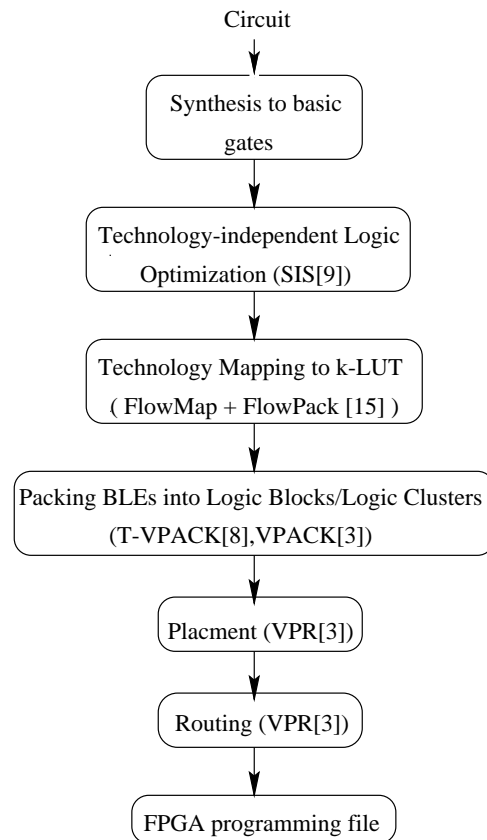 Circuit
Synthesis to basic
gates
Technology-independent Logic
Optimization (SIS[9])
Technology Mapping to k-LUT
( FlowMap + FlowPack [15] )
Packing BLEs into Logic Blocks/Logic Clusters
(T-VPACK[8],VPACK[3])
Placment (VPR[3])
Routing (VPR[3])
FPGA programming file